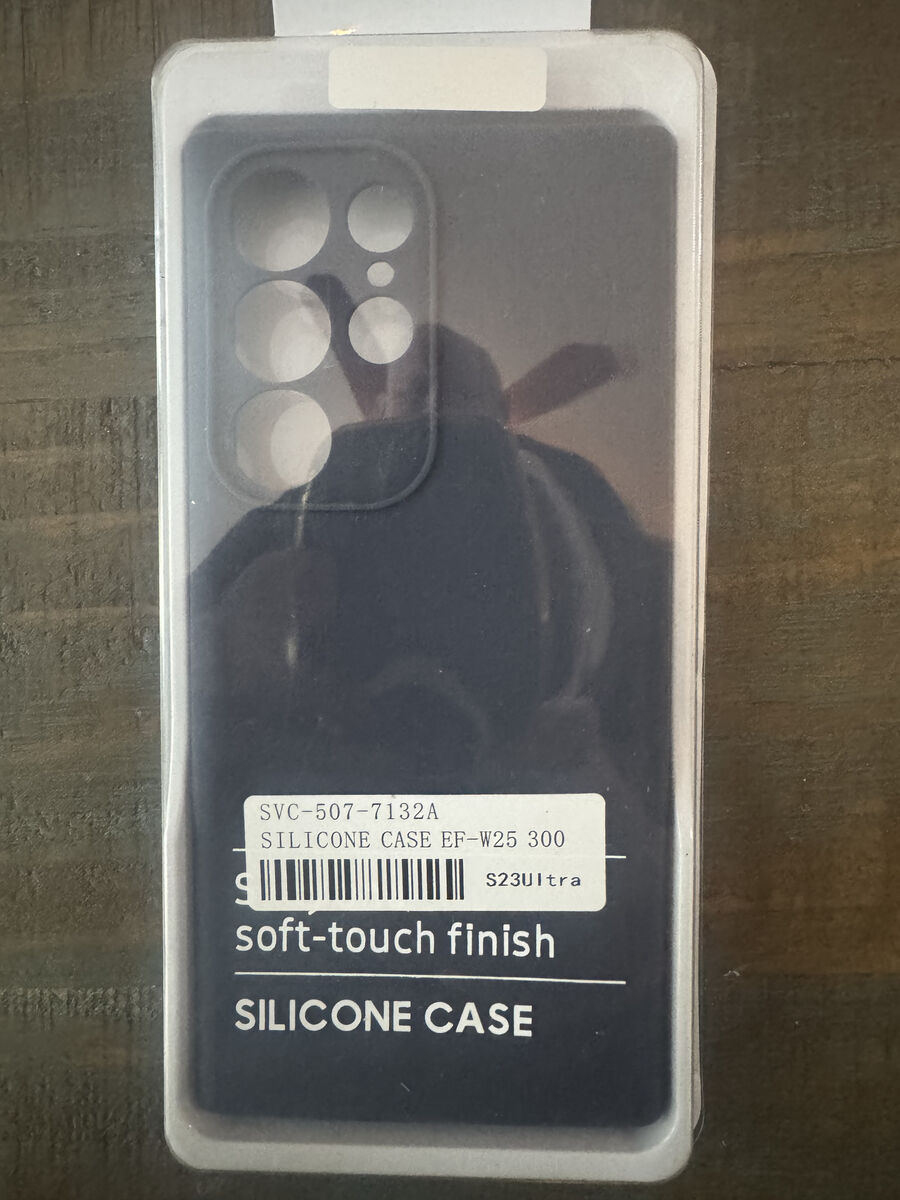 SVC-507-7132A
SILICONE CASE EF-W25 300
S23Ultra
soft-touch finish
SILICONE CASE